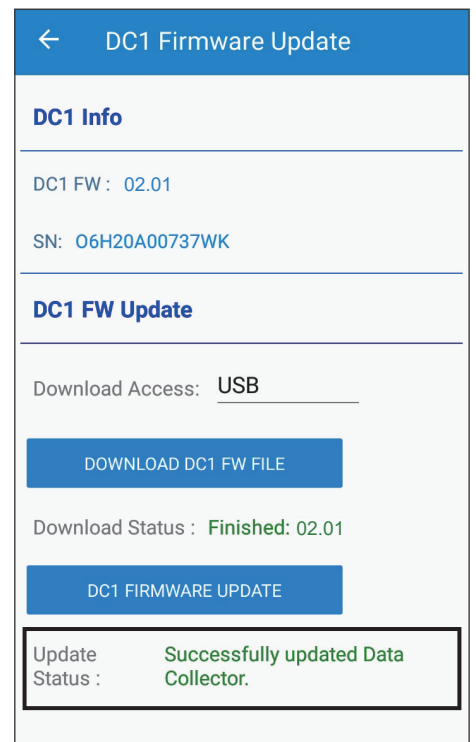 ← DC1 Firmware Update
DC1 Info
DC1 FW : 02.01
SN: O6H20A00737WK
DC1 FW Update
Download Access: USB
DOWNLOAD DC1 FW FILE
Download Status : Finished: 02.01
DC1 FIRMWARE UPDATE
Update Successfully updated Data
Status : Collector.